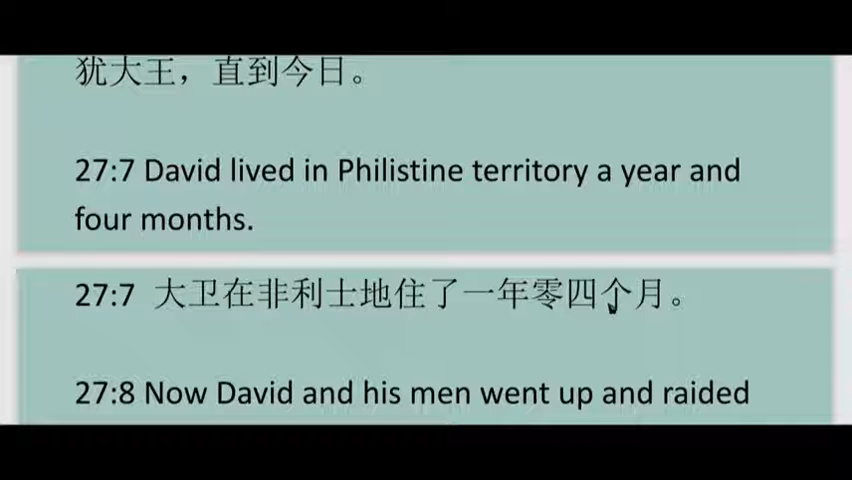 犹大王，直到今日。
27:7 David lived in Philistine territory a year and
four months.
27:7 大卫在非利士地住了一年零四个月。
27:8 Now David and his men went up and raided